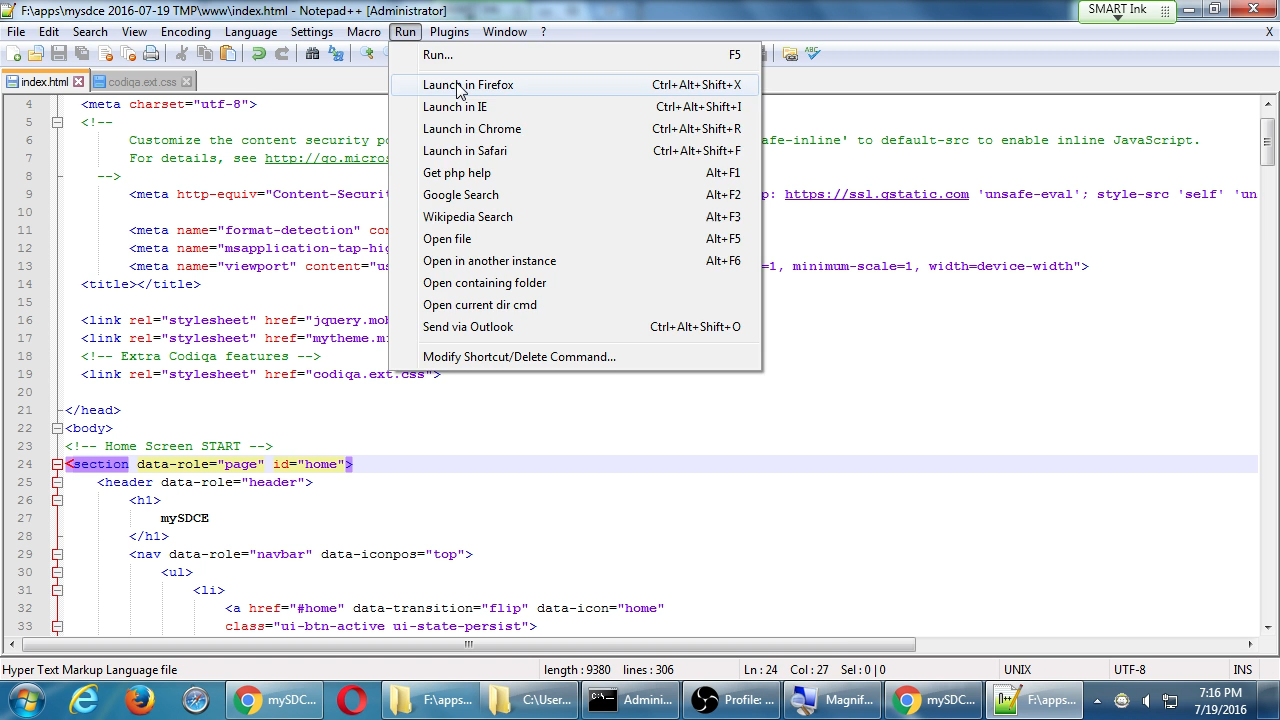 F:\apps\mysdce 2016-07-19 TMP\www\index.html - Notepad++ [Administrator]
SMART Ink
File Edit Search View Encoding Language Settings Macro Run Plugins Window ? X
index.html codiqa.ext.css
Run... F5
Launch in Firefox Ctrl+Alt+Shift+X
Launch in IE Ctrl+Alt+Shift+I
Launch in Chrome Ctrl+Alt+Shift+R
Launch in Safari Ctrl+Alt+Shift+F
Get php help Alt+F1
Google Search Alt+F2
Wikipedia Search Alt+F3
Open file Alt+F5
Open in another instance Alt+F6
Open containing folder
Open current dir cmd
Send via Outlook Ctrl+Alt+Shift+O
Modify Shortcut/Delete Command...
4 <meta charset="utf-8">
5 <!--
6 Customize the content security po afe-inline' to default-src to enable inline JavaScript.
7 For details, see http://go.micros
8 -->
9 <meta http-equiv="Content-Securit p: https://ssl.gstatic.com 'unsafe-eval'; style-src 'self' 'un
10
11 <meta name="format-detection" con
12 <meta name="msapplication-tap-hig
13 <meta name="viewport" content="us =1, minimum-scale=1, width=device-width">
14 <title></title>
15
16 <link rel="stylesheet" href="jquery.mob
17 <link rel="stylesheet" href="mytheme.mi
18 <!-- Extra Codiqa features -->
19 <link rel="stylesheet" href="codiqa.ext.css">
20
21 </head>
22 <body>
23 <!-- Home Screen START -->
24 <section data-role="page" id="home">
25 <header data-role="header">
26 <h1>
27 mySDCE
28 </h1>
29 <nav data-role="navbar" data-iconpos="top">
30 <ul>
31 <li>
32 <a href="#home" data-transition="flip" data-icon="home"
33 class="ui-btn-active ui-state-persist">
Hyper Text Markup Language file length : 9380 lines : 306 Ln : 24 Col : 27 Sel : 0 | 0 UNIX UTF-8 INS
mySDC... F:\apps... C:\User... Admini... Profile: ... Magnif... mySDC... F:\apps...
7:16 PM
7/19/2016